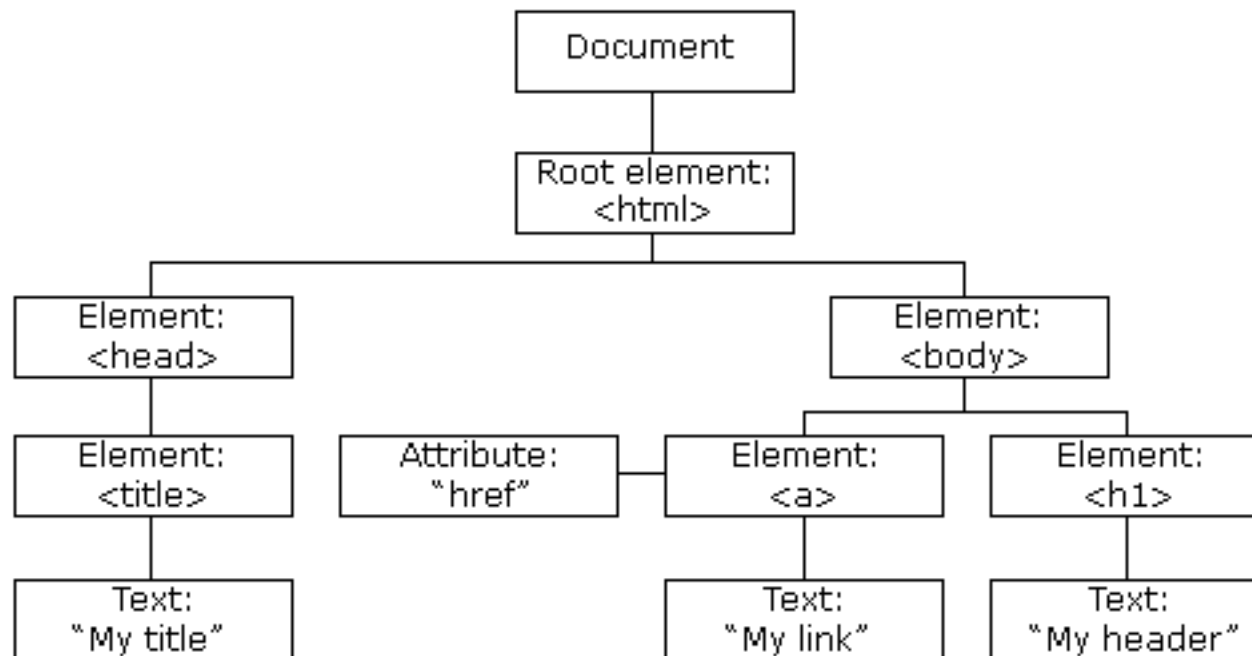 Document
Root element:
<html>
Element:
<head>
Element:
<body>
Element:
<title>
Attribute:
“href”
Element:
<a>
Element:
<h1>
Text:
“My title”
Text:
“My link”
Text:
“My header”